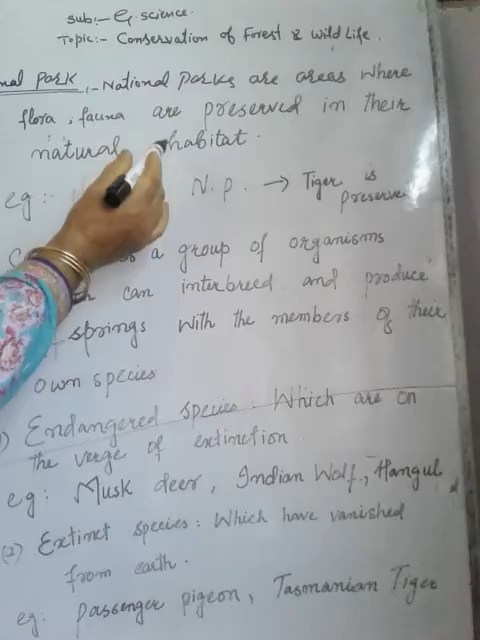 Sub:- G. science.
Topic:- Conservation of Forest & Wild Life.
nal Park :- National Parks are areas where
flora, fauna are preserved in their
natural habitat.
eg:- N.p. → Tiger is
preserve
a group of organisms
can interbreed and produce
springs with the members of their
own species
) Endangered species: Which are on
the verge of extinction.
eg: Musk deer, Indian Wolf, Hangul
(2) Extinct species: Which have vanished
from earth.
eg: Passenger pigeon, Tasmanian Tiger